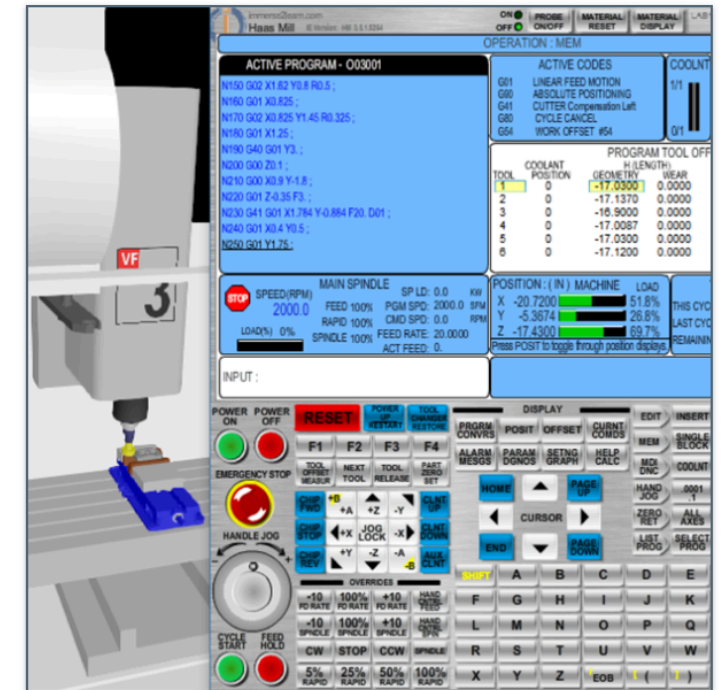 immerse2learn.com
Haas Mill
ON
OFF
PROBE ON/OFF
MATERIAL RESET
MATERIAL DISPLAY
OPERATION : MEM
ACTIVE PROGRAM - O03001
N150 G02 X1.62 Y0.8 R0.5 ;
N160 G01 X0.825 ;
N170 G02 X0.825 Y1.45 R0.325 ;
N180 G01 X1.25 ;
N190 G40 G01 Y3. ;
N200 G00 Z0.1 ;
N210 G00 X0.9 Y-1.8 ;
N220 G01 Z-0.35 F3. ;
N230 G41 G01 X1.784 Y-0.884 F20. D01 ;
N240 G01 X0.4 Y0.5 ;
N250 G01 Y1.75 ;
ACTIVE CODES
G01 LINEAR FEED MOTION
G90 ABSOLUTE POSITIONING
G41 CUTTER Compensation Left
G80 CYCLE CANCEL
G54 WORK OFFSET #54
COOLNT
1/1
0/1
PROGRAM TOOL OFF
COOLANT H(LENGTH)
TOOL POSITION GEOMETRY WEAR
1 0 -17.0300 0.0000
2 0 -17.1370 0.0000
3 0 -16.9000 0.0000
4 0 -17.0087 0.0000
5 0 -17.0300 0.0000
6 0 -17.1200 0.0000
VF
3
MAIN SPINDLE
STOP
SPEED(RPM)
2000.0
LOAD(%) 0%
FEED 100%
RAPID 100%
SPINDLE 100%
SP LD: 0.0 KW
PGM SPD: 2000.0 SFM
CMD SPD: 0.0 RPM
FEED RATE: 20.0000
ACT FEED: 0.
POSITION : ( IN ) MACHINE LOAD
X -20.7200 51.8%
Y -5.3674 26.8%
Z -17.4300 69.7%
Press POSIT to toggle through position displays.
THIS CYC
LAST CYC
REMAININ
INPUT :
POWER ON
POWER OFF
RESET
POWER UP RESTART
TOOL CHANGER RESTORE
F1 F2 F3 F4
TOOL OFFSET MEASUR
NEXT TOOL
TOOL RELEASE
PART ZERO SET
EMERGENCY STOP
HANDLE JOG
CHIP FWD
+B
+A
+Z
-Y
CLNT UP
CHIP STOP
+X
JOG LOCK
-X
CLNT DOWN
CHIP REV
+Y
-Z
-A
-B
AUX CLNT
OVERRIDES
-10 FD RATE
100% FD RATE
+10 FD RATE
HAND CNTRL FEED
-10 SPNDLE
100% SPNDLE
+10 SPNDLE
HAND CNTRL SPIN
CW STOP CCW SPNDLE
5% RAPID
25% RAPID
50% RAPID
100% RAPID
CYCLE START
FEED HOLD
DISPLAY
PRGRM CONVRS
POSIT
OFFSET
CURNT COMDS
ALARM MESGS
PARAM DGNOS
SETNG GRAPH
HELP CALC
HOME
PAGE UP
CURSOR
END
PAGE DOWN
EDIT INSERT
MEM SINGLE BLOCK
MDI DNC COOLNT
HAND JOG .0001 .1
ZERO RET ALL AXES
LIST PROG SELECT PROG
SHIFT A B C D E
F G H I J K
L M N O P Q
R S T U V W
X Y Z EOB ( )